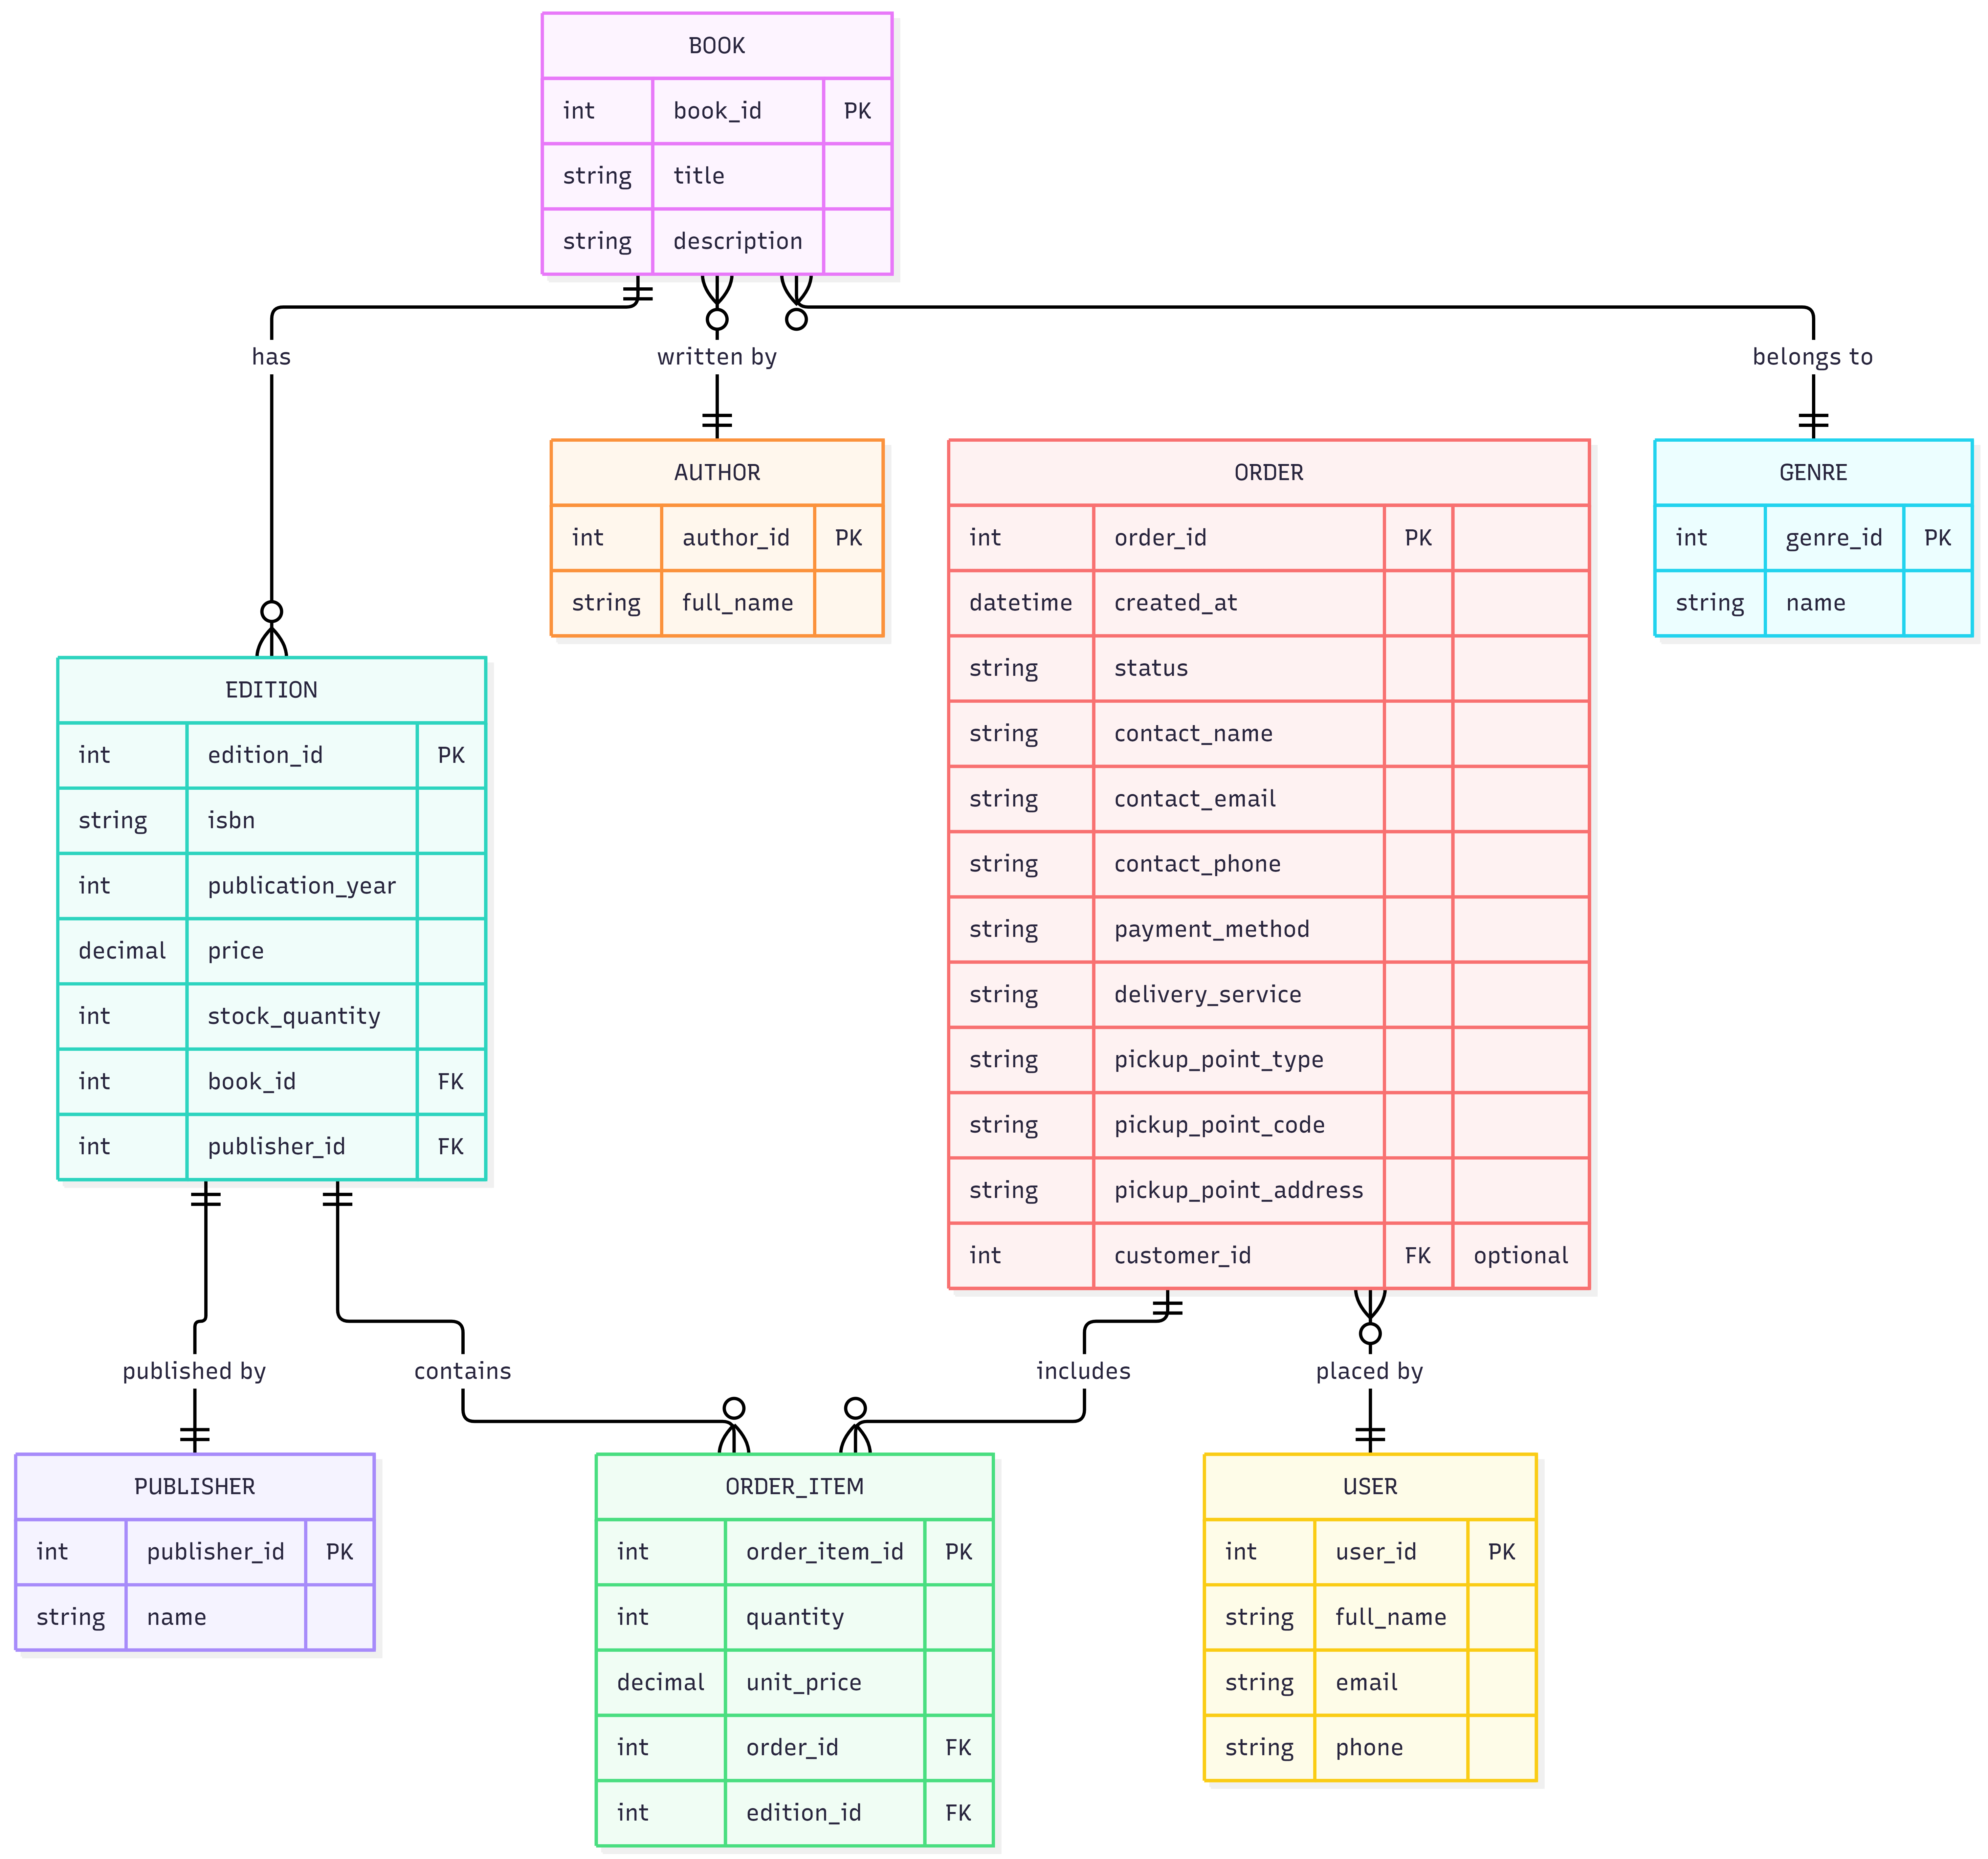 BOOK
int book_id PK
string title
string description
has
written by
belongs to
AUTHOR
int author_id PK
string full_name
ORDER
int order_id PK
datetime created_at
string status
string contact_name
string contact_email
string contact_phone
string payment_method
string delivery_service
string pickup_point_type
string pickup_point_code
string pickup_point_address
int customer_id FK optional
GENRE
int genre_id PK
string name
EDITION
int edition_id PK
string isbn
int publication_year
decimal price
int stock_quantity
int book_id FK
int publisher_id FK
published by
contains
includes
placed by
PUBLISHER
int publisher_id PK
string name
ORDER_ITEM
int order_item_id PK
int quantity
decimal unit_price
int order_id FK
int edition_id FK
USER
int user_id PK
string full_name
string email
string phone